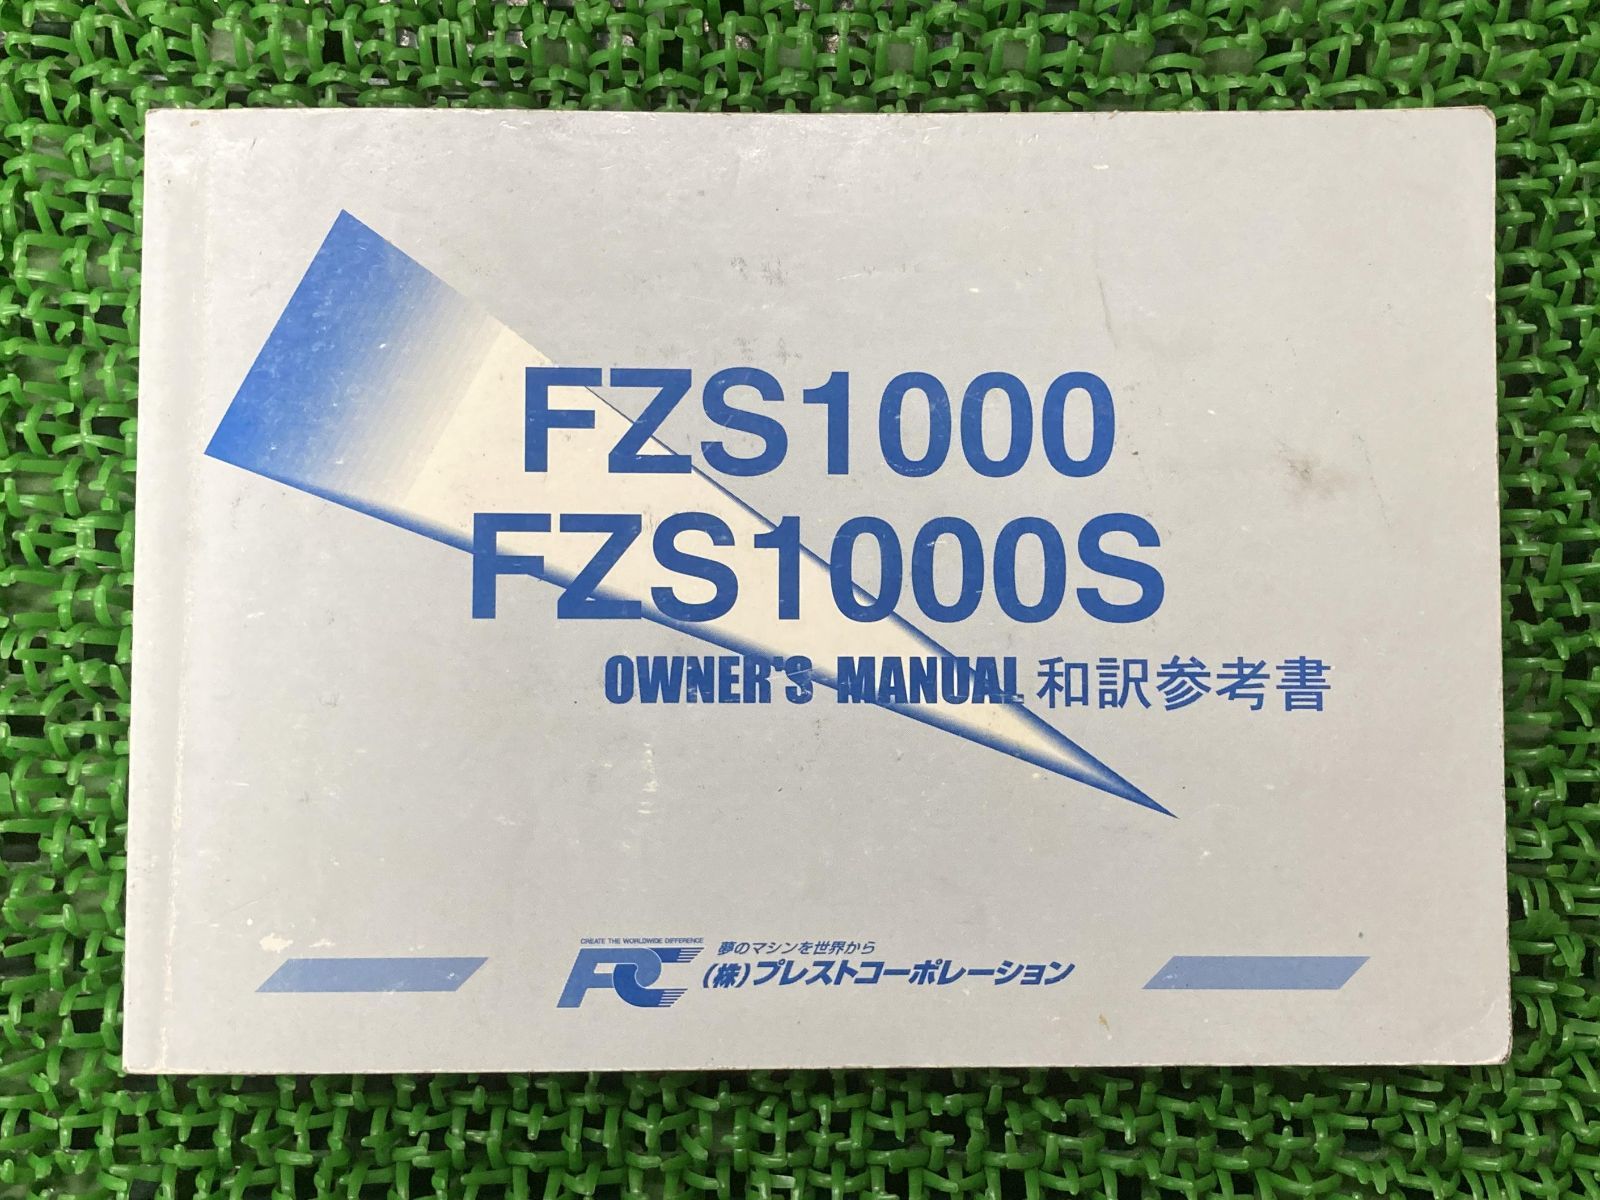 FZS1000
FZS1000S
OWNER'S MANUAL 和訳参考書
CREATE THE WORLDWIDE DIFFERENCE
夢のマシンを世界から
PC (株)プレストコーポレーション